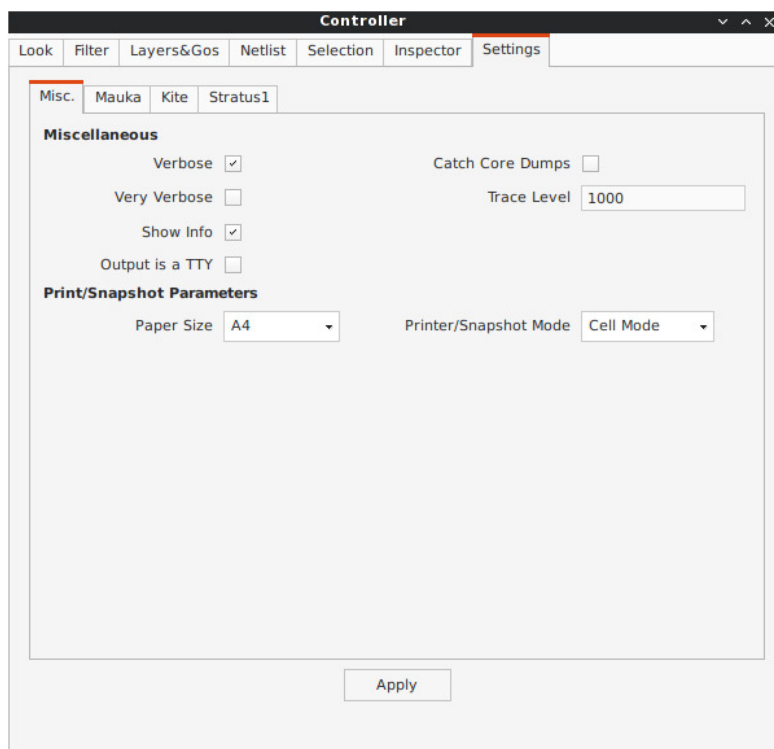 Controller
Look Filter Layers&Gos Netlist Selection Inspector Settings
Misc. Mauka Kite Stratus1
Miscellaneous
Verbose Catch Core Dumps
Very Verbose Trace Level 1000
Show Info
Output is a TTY
Print/Snapshot Parameters
Paper Size A4 Printer/Snapshot Mode Cell Mode
Apply